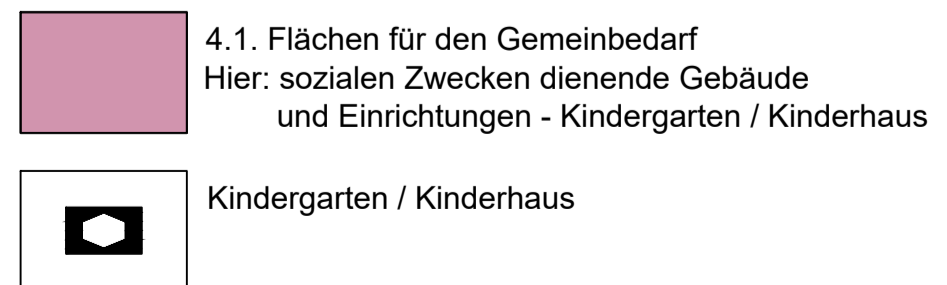 4.1. Flächen für den Gemeinbedarf
Hier: sozialen Zwecken dienende Gebäude
und Einrichtungen - Kindergarten / Kinderhaus
Kindergarten / Kinderhaus